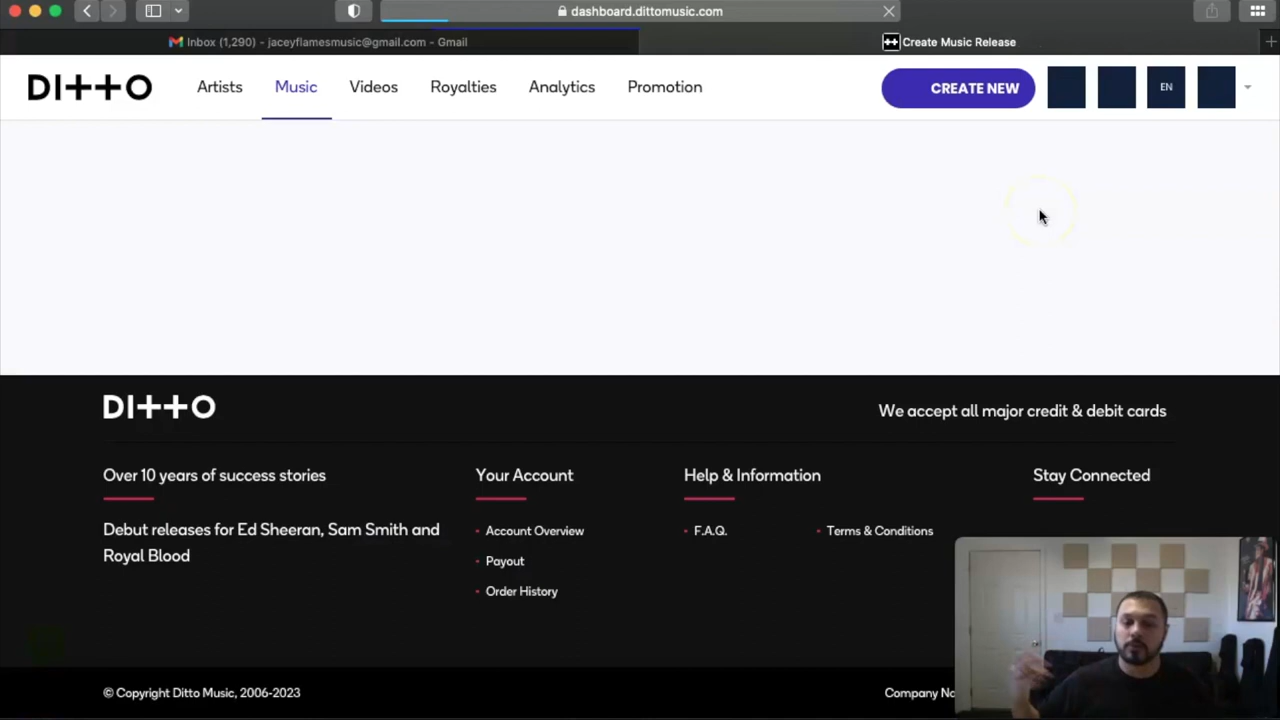 dashboard.dittomusic.com
Inbox (1,290) - jaceyflamesmusic@gmail.com - Gmail
Create Music Release
DITTO
Artists
Music
Videos
Royalties
Analytics
Promotion
CREATE NEW
EN
DITTO
We accept all major credit & debit cards
Over 10 years of success stories
Your Account
Help & Information
Stay Connected
Debut releases for Ed Sheeran, Sam Smith and
Royal Blood
Account Overview
F.A.Q.
Terms & Conditions
Payout
Order History
© Copyright Ditto Music, 2006-2023
Company